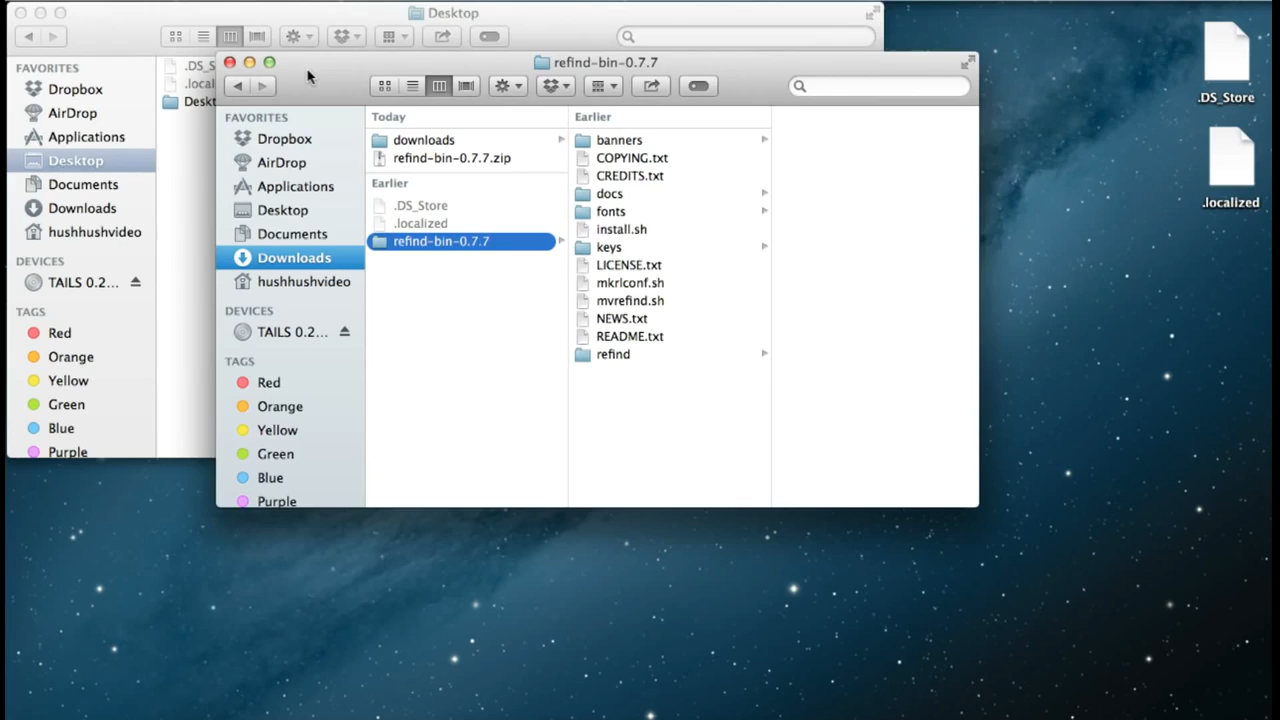 Desktop
FAVORITES
Dropbox
AirDrop
Applications
Desktop
Documents
Downloads
hushhushvideo
DEVICES
TAILS 0.2...
TAGS
Red
Orange
Yellow
Green
Blue
Purple
.DS_S
.local
Deskt
refind-bin-0.7.7
FAVORITES
Dropbox
AirDrop
Applications
Desktop
Documents
Downloads
hushhushvideo
DEVICES
TAILS 0.2...
TAGS
Red
Orange
Yellow
Green
Blue
Purple
Today
downloads
refind-bin-0.7.7.zip
Earlier
.DS_Store
.localized
refind-bin-0.7.7
Earlier
banners
COPYING.txt
CREDITS.txt
docs
fonts
install.sh
keys
LICENSE.txt
mkrlconf.sh
mvrefind.sh
NEWS.txt
README.txt
refind
.DS_Store
.localized